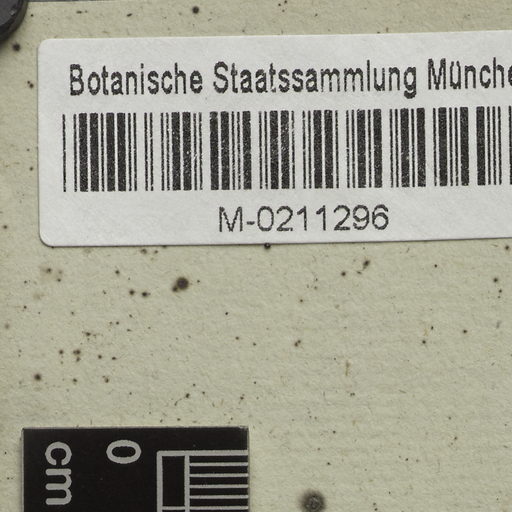 Botanische Staatssammlung Münche
M-0211296
0
cm